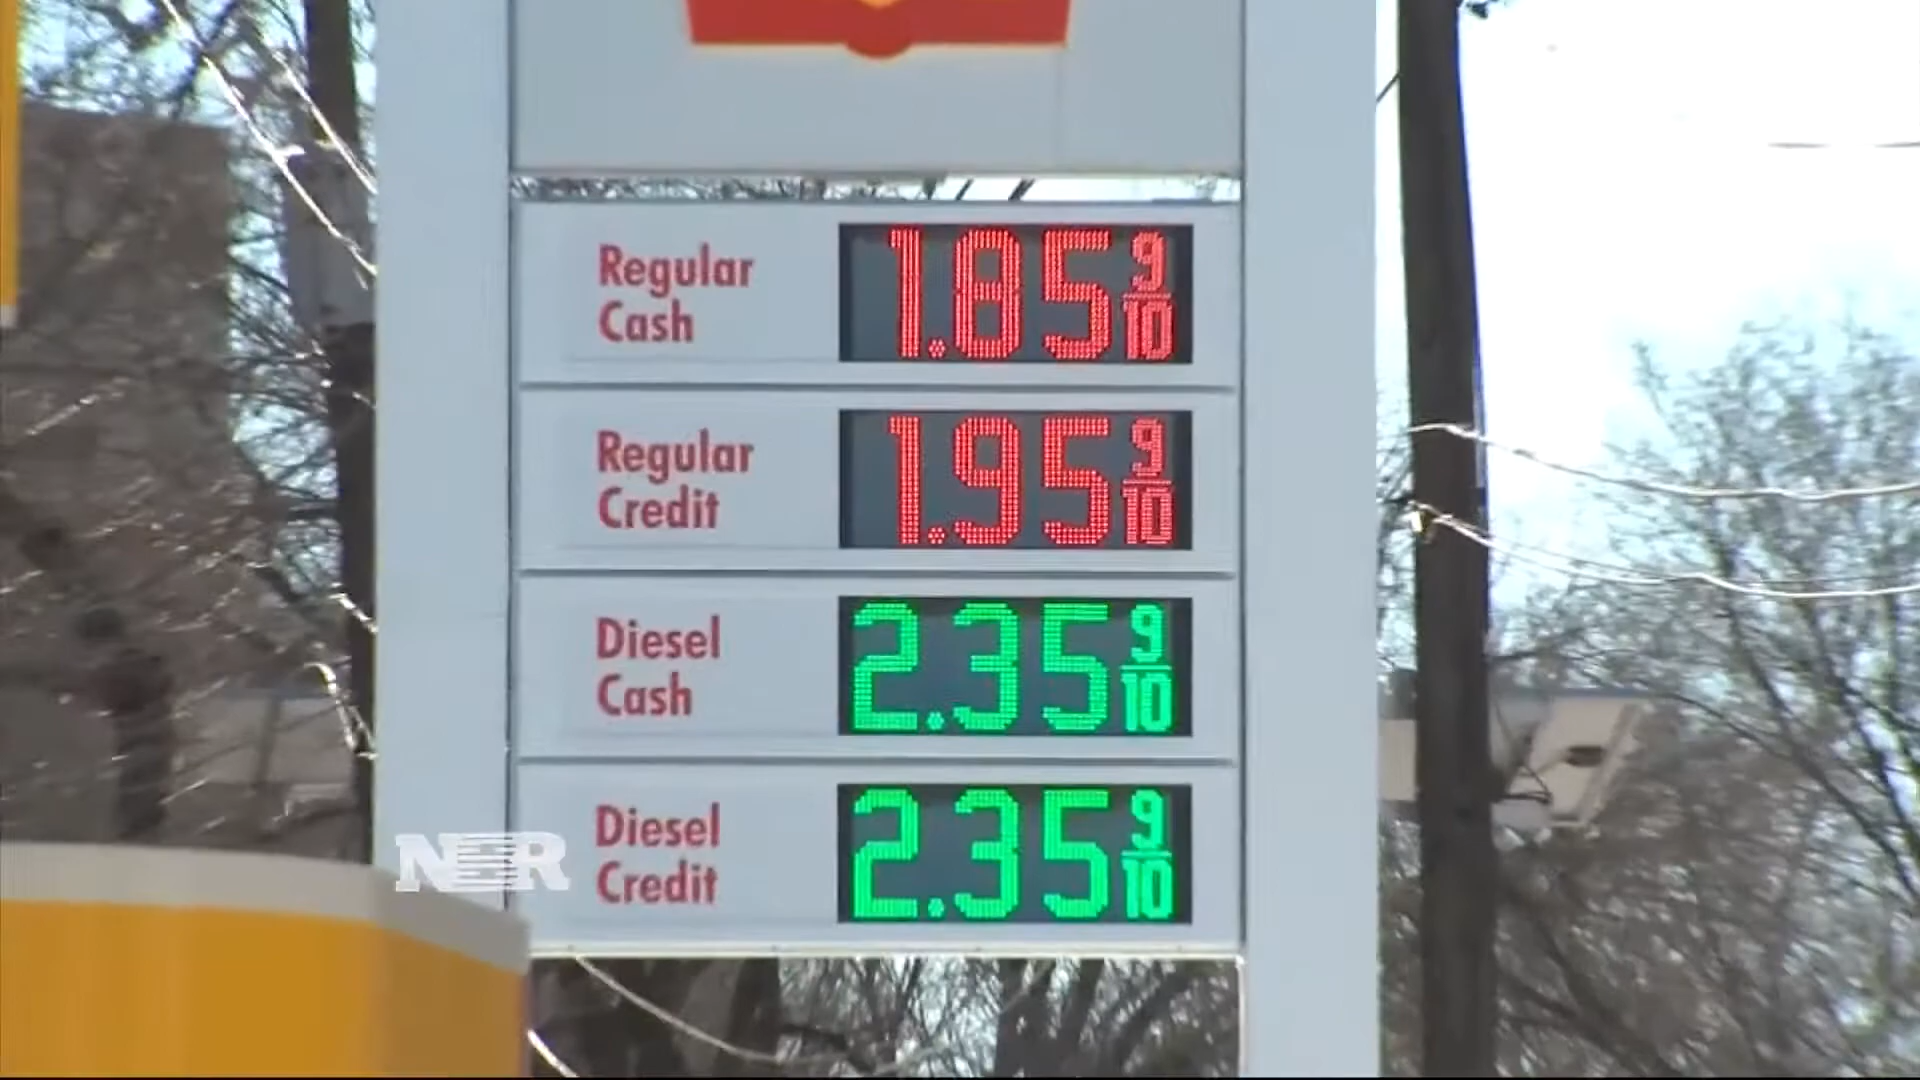 Regular
Cash
1.85 9/10
Regular
Credit
1.95 9/10
Diesel
Cash
2.35 9/10
Diesel
Credit
2.35 9/10
NBR